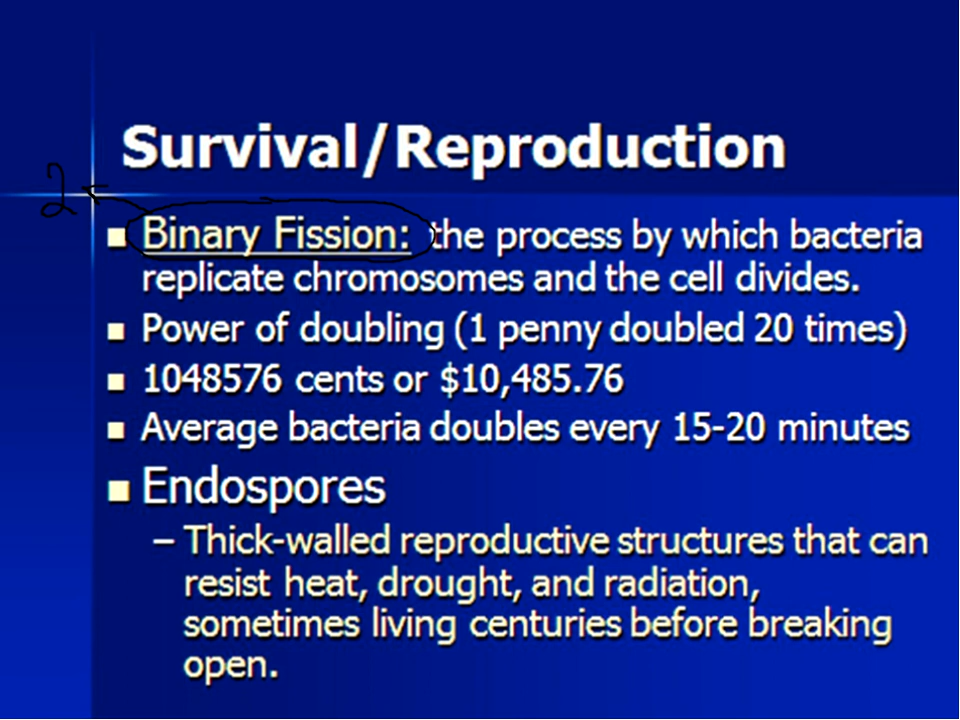 Survival/Reproduction
2
Binary Fission: the process by which bacteria
replicate chromosomes and the cell divides.
Power of doubling (1 penny doubled 20 times)
1048576 cents or $10,485.76
Average bacteria doubles every 15-20 minutes
Endospores
– Thick-walled reproductive structures that can
resist heat, drought, and radiation,
sometimes living centuries before breaking
open.